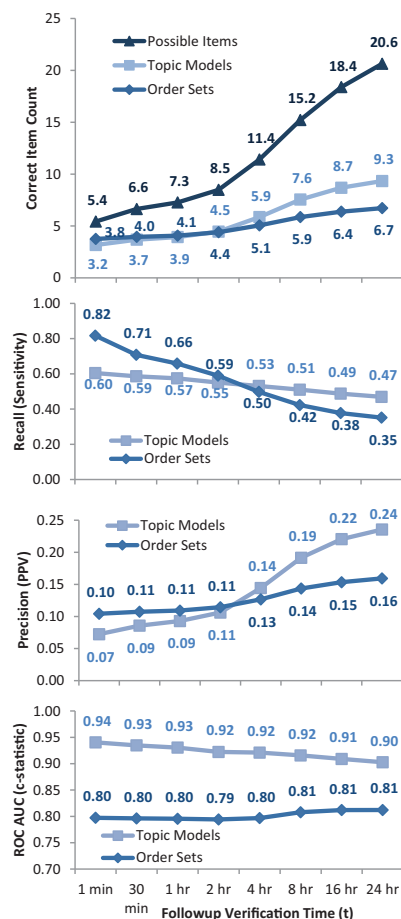 25
20
15
10
5
0
Correct Item Count
Possible Items
Topic Models
Order Sets
5.4 6.6 7.3 8.5 11.4 15.2 18.4 20.6
3.8 4.0 4.1 4.5 5.9 7.6 8.7 9.3
3.2 3.7 3.9 4.4 5.1 5.9 6.4 6.7
1.00
0.80
0.60
0.40
0.20
0.00
Recall (Sensitivity)
0.82 0.71 0.66 0.59 0.53 0.51 0.49 0.47
0.60 0.59 0.57 0.55 0.50 0.42 0.38 0.35
Topic Models
Order Sets
0.25
0.20
0.15
0.10
0.05
0.00
Precision (PPV)
Topic Models
Order Sets
0.10 0.11 0.11 0.11 0.14 0.19 0.22 0.24
0.07 0.09 0.09 0.11 0.13 0.14 0.15 0.16
1.00
0.95
0.90
0.85
0.80
0.75
0.70
ROC AUC (c-statistic)
0.94 0.93 0.93 0.92 0.92 0.92 0.91 0.90
0.80 0.80 0.80 0.79 0.80 0.81 0.81 0.81
Topic Models
Order Sets
1 min 30 min 1 hr 2 hr 4 hr 8 hr 16 hr 24 hr
Followup Verification Time (t)